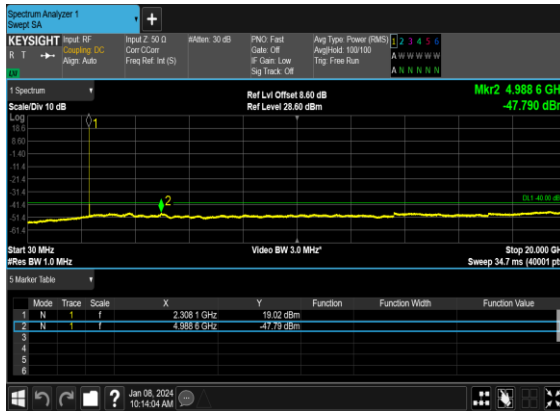 Spectrum Analyzer 1
Swept SA
+
KEYSIGHT Input: RF Input Z: 50 Ω #Atten: 30 dB PNO: Fast Avg Type: Power (RMS) 1 2 3 4 5 6
R T Coupling: DC Corr CCorr Gate: Off Avg|Hold: 100/100 A W W W W W
Align: Auto Freq Ref: Int (S) IF Gain: Low Trig: Free Run
Sig Track: Off A N N N N N
1 Spectrum
Ref Lvl Offset 8.60 dB Mkr2 4.988 6 GH
Scale/Div 10 dB Ref Level 28.60 dBm -47.790 dB
Log
18.6
8.60
-1.40
-11.4
-21.4
-31.4
-41.4
-51.4
-61.4
1
2
DL1 -40.00 dB
Start 30 MHz Video BW 3.0 MHz* Stop 20.000 GH
#Res BW 1.0 MHz Sweep 34.7 ms (40001 pt
5 Marker Table
Mode Trace Scale X Y Function Function Width Function Value
1 N 1 f 2.308 1 GHz 19.02 dBm
2 N 1 f 4.988 6 GHz -47.79 dBm
3
4
5
6
? Jan 08, 2024
10:14:04 AM